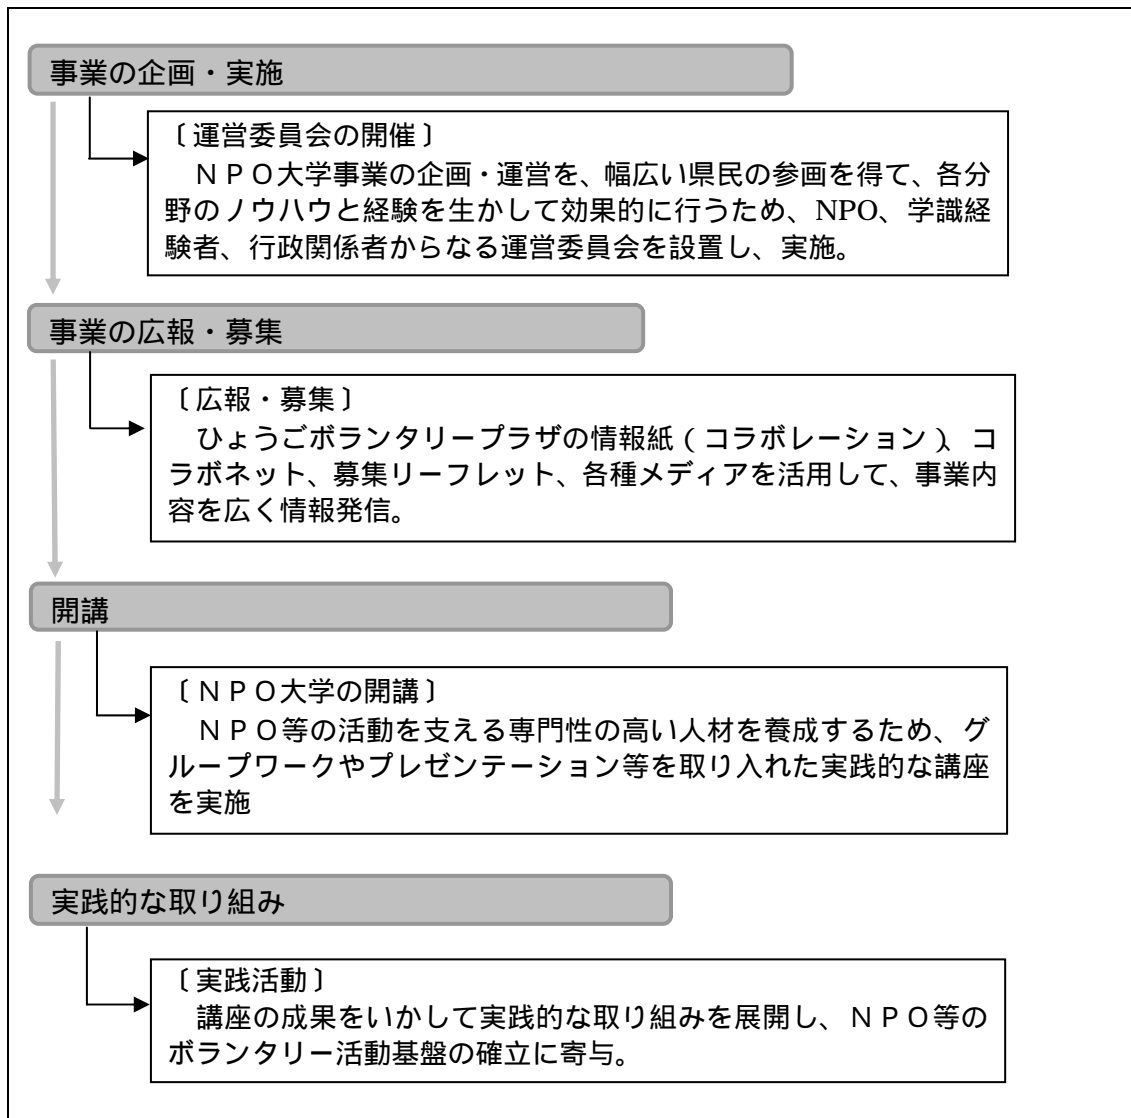 事業の企画・実施
〔運営委員会の開催〕
ＮＰＯ大学事業の企画・運営を、幅広い県民の参画を得て、各分
野のノウハウと経験を生かして効果的に行うため、NPO、学識経
験者、行政関係者からなる運営委員会を設置し、実施。
事業の広報・募集
〔広報・募集〕
ひょうごボランタリープラザの情報紙（コラボレーション）、コ
ラボネット、募集リーフレット、各種メディアを活用して、事業内
容を広く情報発信。
開講
〔ＮＰＯ大学の開講〕
ＮＰＯ等の活動を支える専門性の高い人材を養成するため、グ
ループワークやプレゼンテーション等を取り入れた実践的な講座
を実施
実践的な取り組み
〔実践活動〕
講座の成果をいかして実践的な取り組みを展開し、ＮＰＯ等の
ボランタリー活動基盤の確立に寄与。